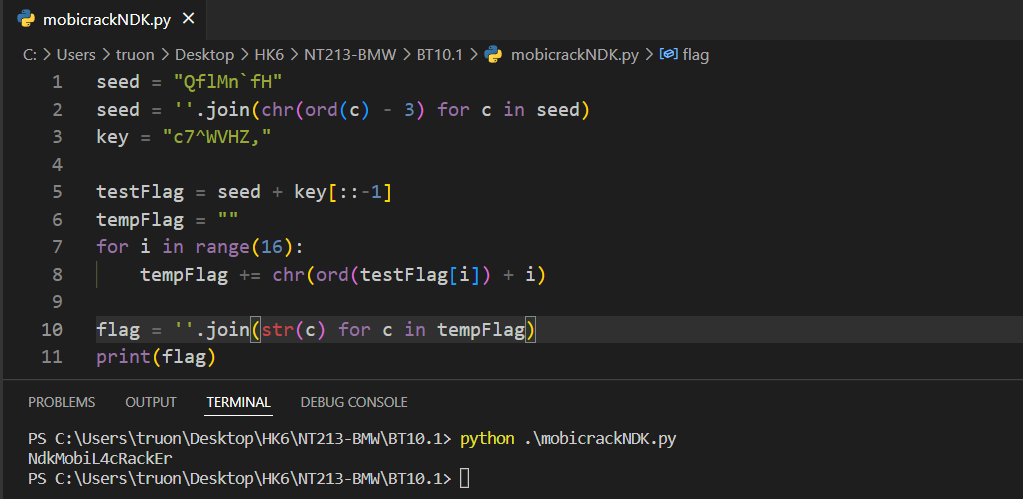 mobicrackNDK.py ×
C: > Users > truon > Desktop > HK6 > NT213-BMW > BT10.1 > mobicrackNDK.py > flag
1 seed = "QflMn`fH"
2 seed = ''.join(chr(ord(c) - 3) for c in seed)
3 key = "c7^WVHZ,"
4
5 testFlag = seed + key[::-1]
6 tempFlag = ""
7 for i in range(16):
8 tempFlag += chr(ord(testFlag[i]) + i)
9
10 flag = ''.join(str(c) for c in tempFlag)
11 print(flag)
PROBLEMS OUTPUT TERMINAL DEBUG CONSOLE
PS C:\Users\truon\Desktop\HK6\NT213-BMW\BT10.1> python .\mobicrackNDK.py
NdkMobiL4cRackEr
PS C:\Users\truon\Desktop\HK6\NT213-BMW\BT10.1>